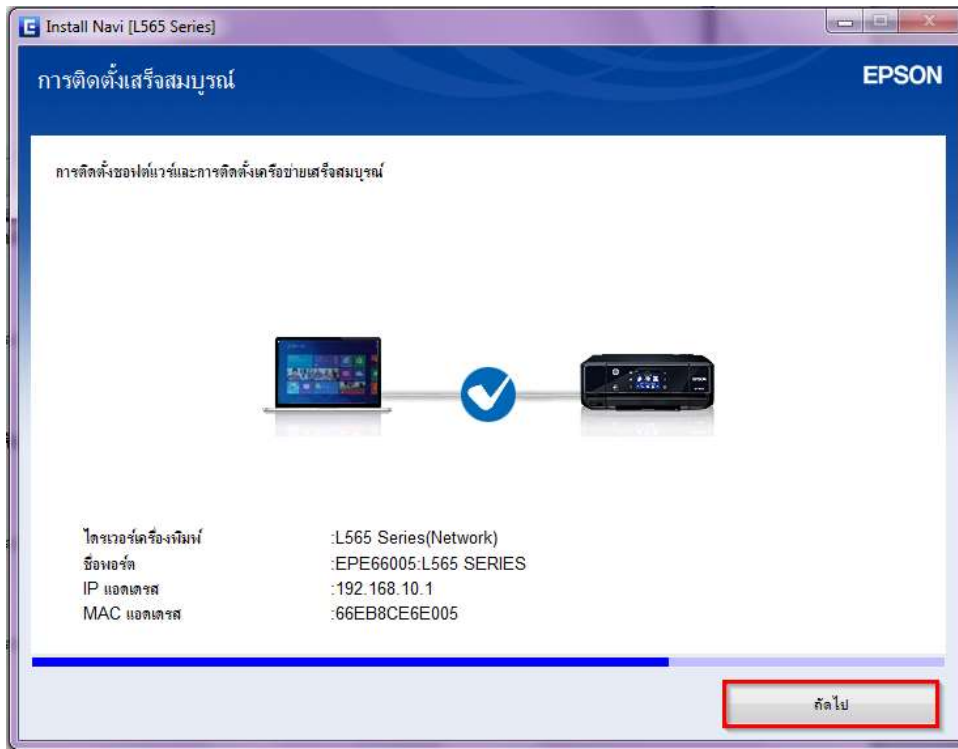 Install Navi [L565 Series]
การติดตั้งเสร็จสมบูรณ์
EPSON
การติดตั้งซอฟต์แวร์และการติดตั้งเครือข่ายเสร็จสมบูรณ์
ไดรเวอร์เครื่องพิมพ์ :L565 Series(Network)
ชื่อพอร์ต :EPE66005:L565 SERIES
IP แอดเดรส :192.168.10.1
MAC แอดเดรส :66EB8CE6E005
ถัดไป